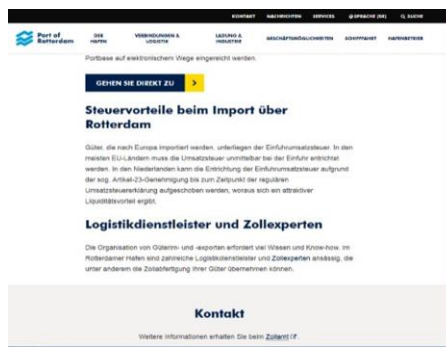 KONTAKT NACHRICHTEN SERVICES SPRACHE (DE) SUCHE
Port of Rotterdam
DER HAFEN
VERBINDUNGEN & LOGISTIK
LADUNG & INDUSTRIE
GESCHÄFTSMÖGLICHKEITEN
SCHIFFFAHRT
HAFENBETRIEB
Portbase auf elektronischem Wege eingereicht werden.
GEHEN SIE DIREKT ZU
Steuervorteile beim Import über
Rotterdam
Güter, die nach Europa importiert werden, unterliegen der Einfuhrumsatzsteuer. In den
meisten EU-Ländern muss die Umsatzsteuer unmittelbar bei der Einfuhr entrichtet
werden. In den Niederlanden kann die Entrichtung der Einfuhrumsatzsteuer aufgrund
der sog. Artikel-23-Genehmigung bis zum Zeitpunkt der regulären
Umsatzsteuererklärung aufgeschoben werden, woraus sich ein attraktiver
Liquiditätsvorteil ergibt.
Logistikdienstleister und Zollexperten
Die Organisation von Güterim- und -exporten erfordert viel Wissen und Know-how. Im
Rotterdamer Hafen sind zahlreiche Logistikdienstleister und Zollexperten ansässig, die
unter anderem die Zollabfertigung Ihrer Güter übernehmen können.
Kontakt
Weitere Informationen erhalten Sie beim Zollamt.